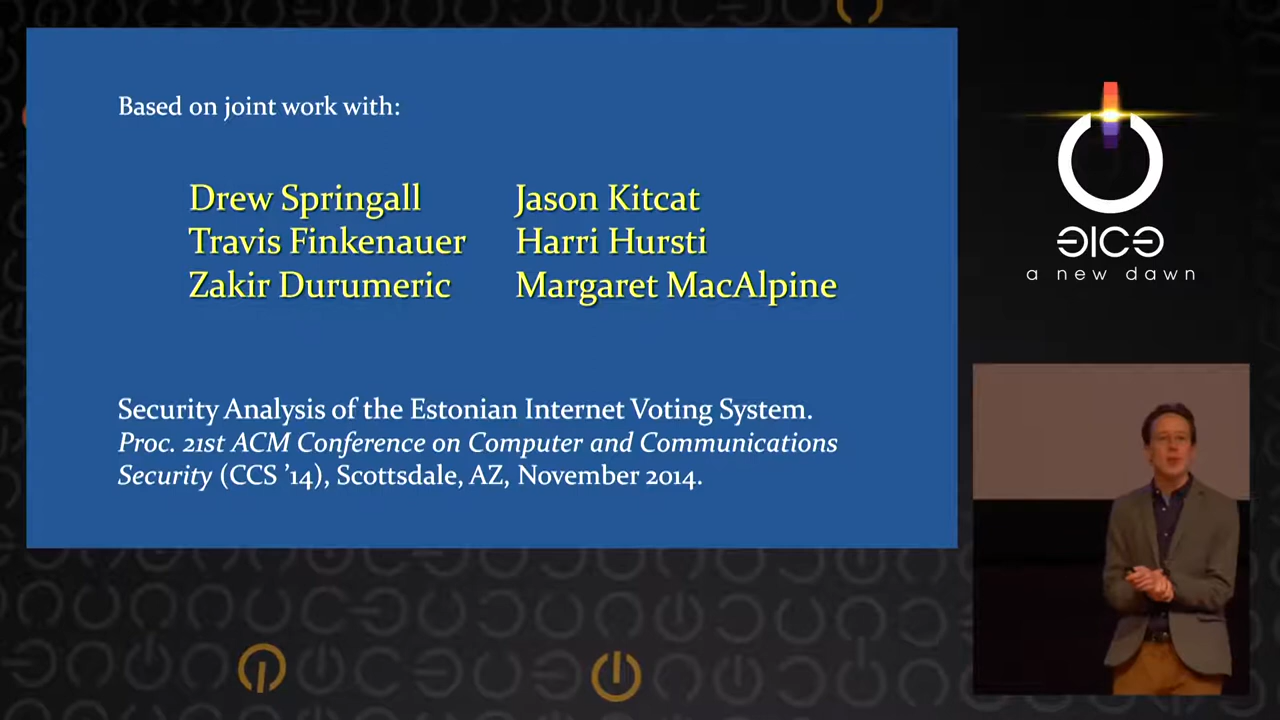 Based on joint work with:
Drew Springall
Travis Finkenauer
Zakir Durumeric
Jason Kitcat
Harri Hursti
Margaret MacAlpine
Security Analysis of the Estonian Internet Voting System.
Proc. 21st ACM Conference on Computer and Communications
Security (CCS ’14), Scottsdale, AZ, November 2014.
a new dawn